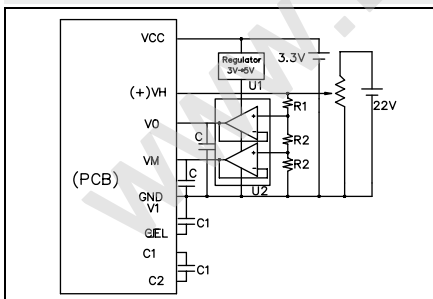 VCC
Regulator
3V→5V
3.3V
U1
(+)VH
R1
22V
V0
C
R2
VM
R2
C
(PCB)
GND
U2
V1
C1
C1
C1
C2